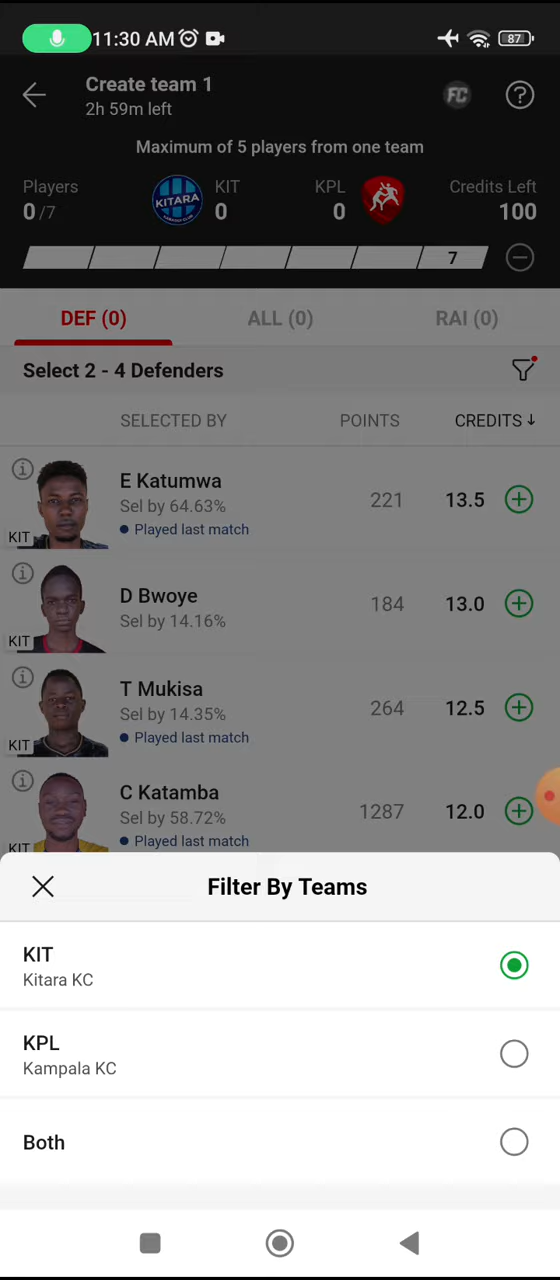 11:30 AM 87
Create team 1
2h 59m left
FC ?
Maximum of 5 players from one team
Players KITARA KIT KPL Credits Left
0/7 0 0 100
7
DEF (0) ALL (0) RAI (0)
Select 2 - 4 Defenders
SELECTED BY POINTS CREDITS ↓
E Katumwa
Sel by 64.63% 221 13.5
Played last match
KIT
D Bwoye
Sel by 14.16% 184 13.0
KIT
T Mukisa
Sel by 14.35% 264 12.5
Played last match
KIT
C Katamba
Sel by 58.72% 1287 12.0
Played last match
KIT
Filter By Teams
KIT
Kitara KC
KPL
Kampala KC
Both